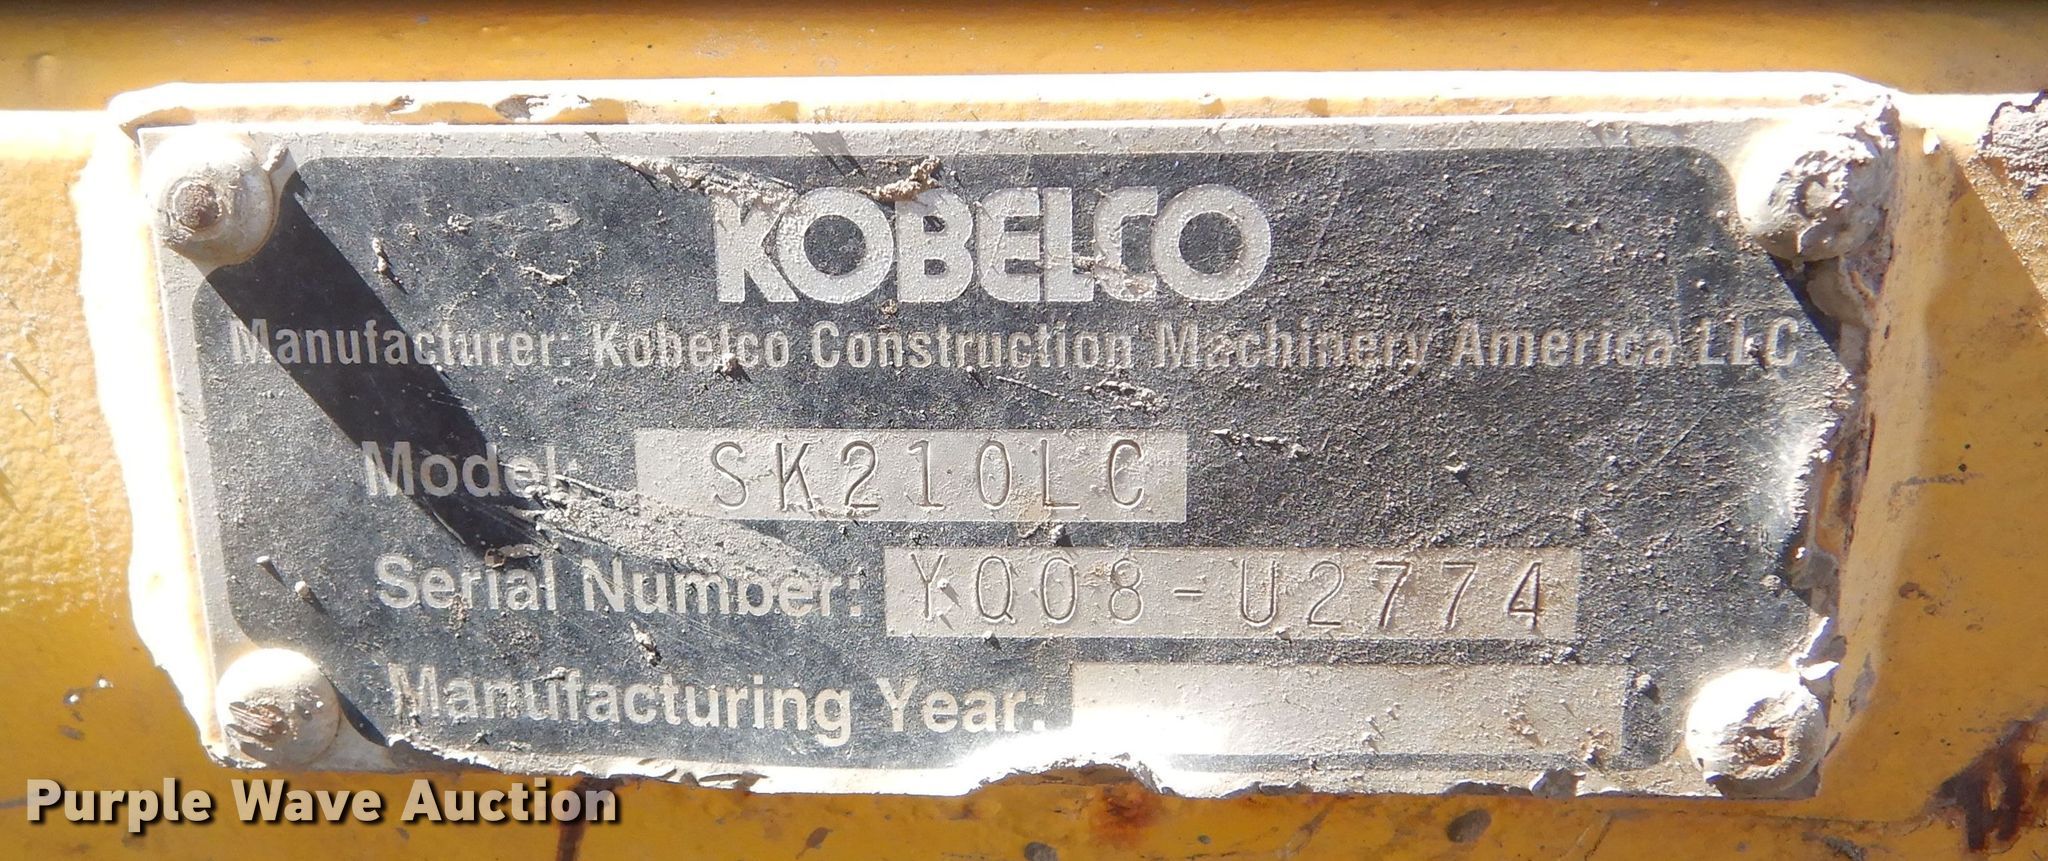 KOBELCO
Manufacturer: Kobelco Construction Machinery America LLC
Model: SK210LC
Serial Number: YQ08-U2774
Manufacturing Year:
Purple Wave Auction